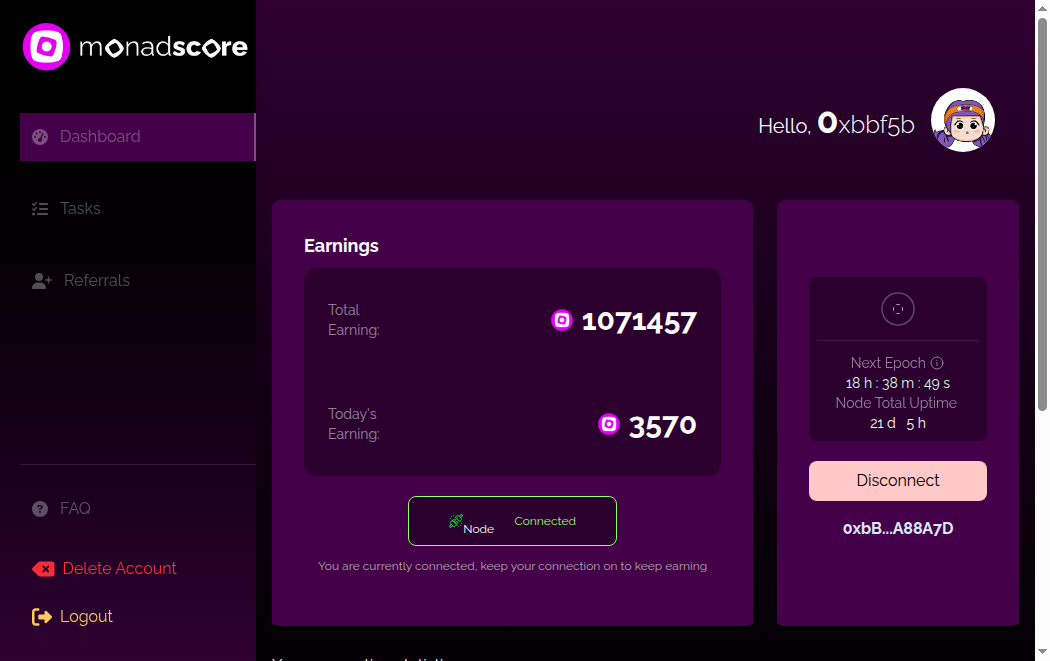 monadscore
Dashboard
Tasks
Referrals
FAQ
Delete Account
Logout
Hello, 0xbbf5b
Earnings
Total
Earning:
1071457
Today's
Earning:
3570
Node
Connected
You are currently connected, keep your connection on to keep earning
Next Epoch
18 h : 38 m : 49 s
Node Total Uptime
21 d 5 h
Disconnect
0xbB...A88A7D